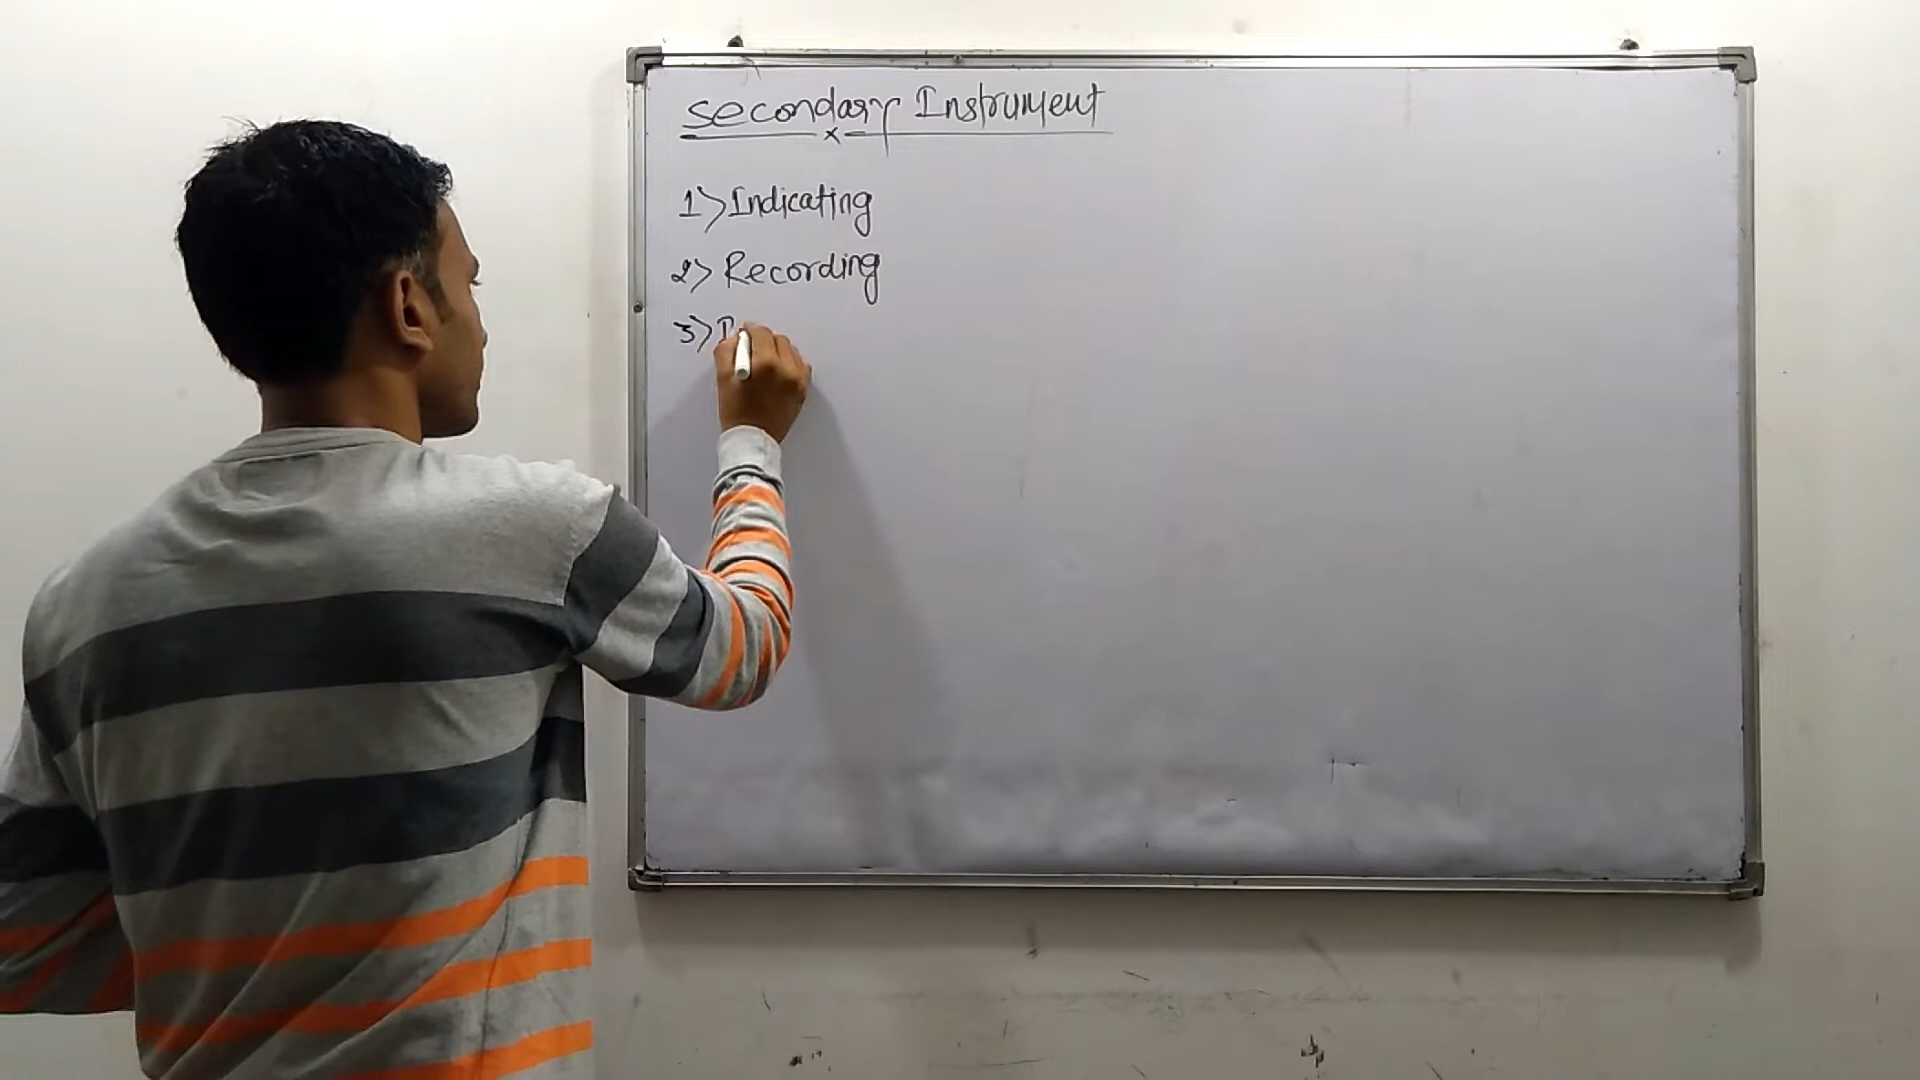 Secondary Instrument
1> Indicating
2> Recording
3> I